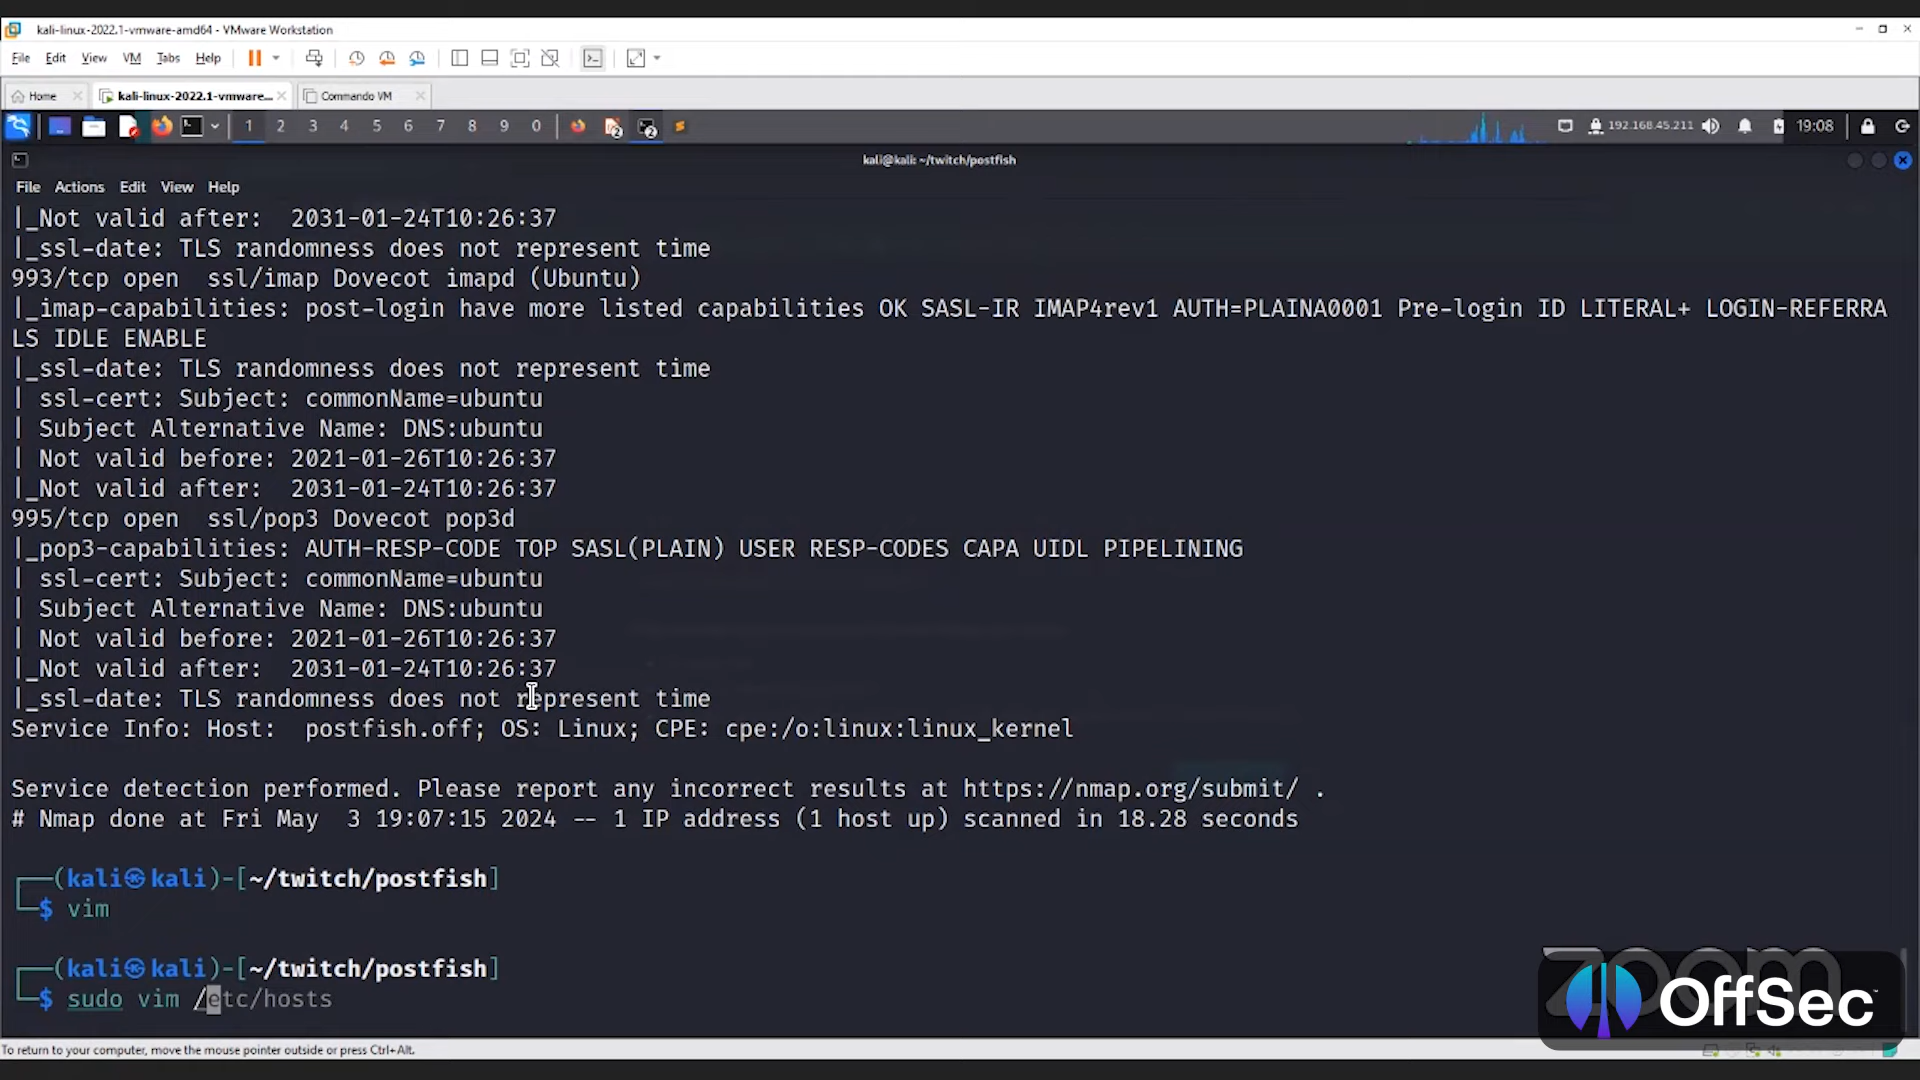 kali-linux-2022.1-vmware-amd64 - VMware Workstation
File Edit View VM Tabs Help
Home kali-linux-2022.1-vmware... Commando VM
1 2 3 4 5 6 7 8 9 0 2 2 192.168.45.211 19:08
kali@kali: ~/twitch/postfish
File Actions Edit View Help
|_Not valid after:  2031-01-24T10:26:37
|_ssl-date: TLS randomness does not represent time
993/tcp open  ssl/imap Dovecot imapd (Ubuntu)
|_imap-capabilities: post-login have more listed capabilities OK SASL-IR IMAP4rev1 AUTH=PLAINA0001 Pre-login ID LITERAL+ LOGIN-REFERRA
LS IDLE ENABLE
|_ssl-date: TLS randomness does not represent time
| ssl-cert: Subject: commonName=ubuntu
| Subject Alternative Name: DNS:ubuntu
| Not valid before: 2021-01-26T10:26:37
|_Not valid after:  2031-01-24T10:26:37
995/tcp open  ssl/pop3 Dovecot pop3d
|_pop3-capabilities: AUTH-RESP-CODE TOP SASL(PLAIN) USER RESP-CODES CAPA UIDL PIPELINING
| ssl-cert: Subject: commonName=ubuntu
| Subject Alternative Name: DNS:ubuntu
| Not valid before: 2021-01-26T10:26:37
|_Not valid after:  2031-01-24T10:26:37
|_ssl-date: TLS randomness does not represent time
Service Info: Host:  postfish.off; OS: Linux; CPE: cpe:/o:linux:linux_kernel
Service detection performed. Please report any incorrect results at https://nmap.org/submit/ .
# Nmap done at Fri May  3 19:07:15 2024 -- 1 IP address (1 host up) scanned in 18.28 seconds
┌──(kali㉿kali)-[~/twitch/postfish]
└─$ vim
┌──(kali㉿kali)-[~/twitch/postfish]
└─$ sudo vim /etc/hosts
zoom
OffSec™
To return to your computer, move the mouse pointer outside or press Ctrl+Alt.